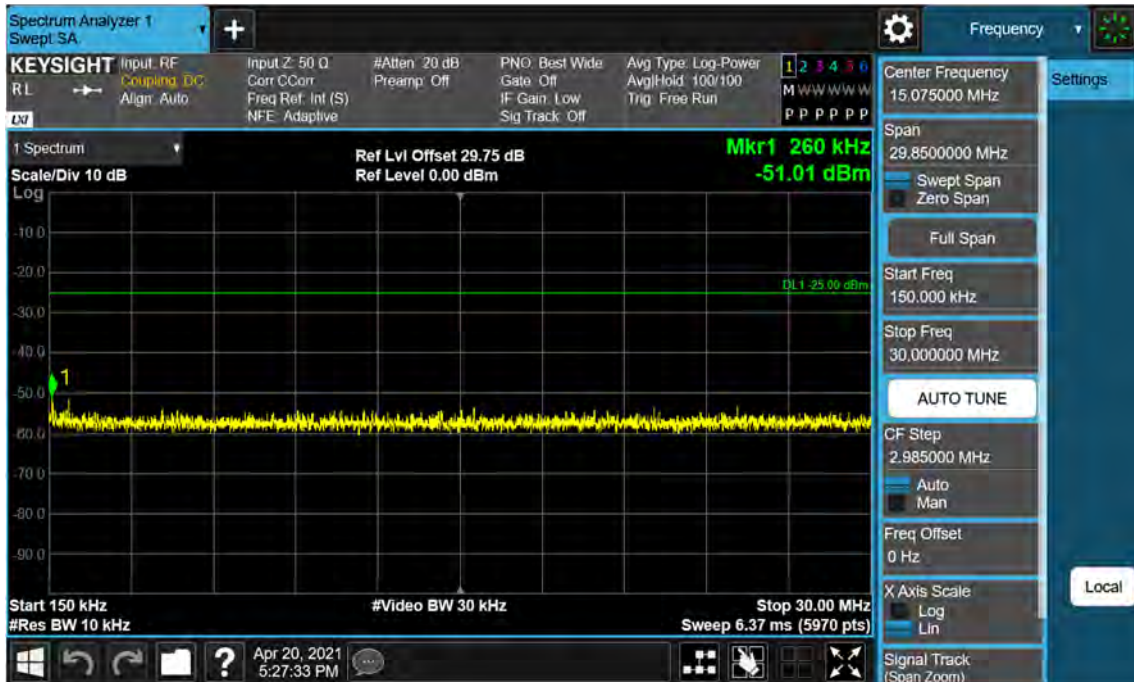 Spectrum Analyzer 1
Swept SA
+
Frequency
KEYSIGHT
RL
LXI
Input: RF
Coupling: DC
Align: Auto
Input Z: 50 Ω
Corr CCorr
Freq Ref: Int (S)
NFE: Adaptive
#Atten: 20 dB
Preamp: Off
PNO: Best Wide
Gate: Off
IF Gain: Low
Sig Track: Off
Avg Type: Log-Power
Avg|Hold: 100/100
Trig: Free Run
1 2 3 4 5 6
M W W W W W
P P P P P P
1 Spectrum
Scale/Div 10 dB
Ref Lvl Offset 29.75 dB
Ref Level 0.00 dBm
Mkr1 260 kHz
-51.01 dBm
Log
-10.0
-20.0
-30.0
-40.0
-50.0
-60.0
-70.0
-80.0
-90.0
DL1 -25.00 dBm
1
Start 150 kHz
#Res BW 10 kHz
#Video BW 30 kHz
Stop 30.00 MHz
Sweep 6.37 ms (5970 pts)
Center Frequency
15.075000 MHz
Span
29.8500000 MHz
Swept Span
Zero Span
Full Span
Start Freq
150.000 kHz
Stop Freq
30.000000 MHz
AUTO TUNE
CF Step
2.985000 MHz
Auto
Man
Freq Offset
0 Hz
X Axis Scale
Log
Lin
Signal Track
(Span Zoom)
Settings
Local
?
Apr 20, 2021
5:27:33 PM